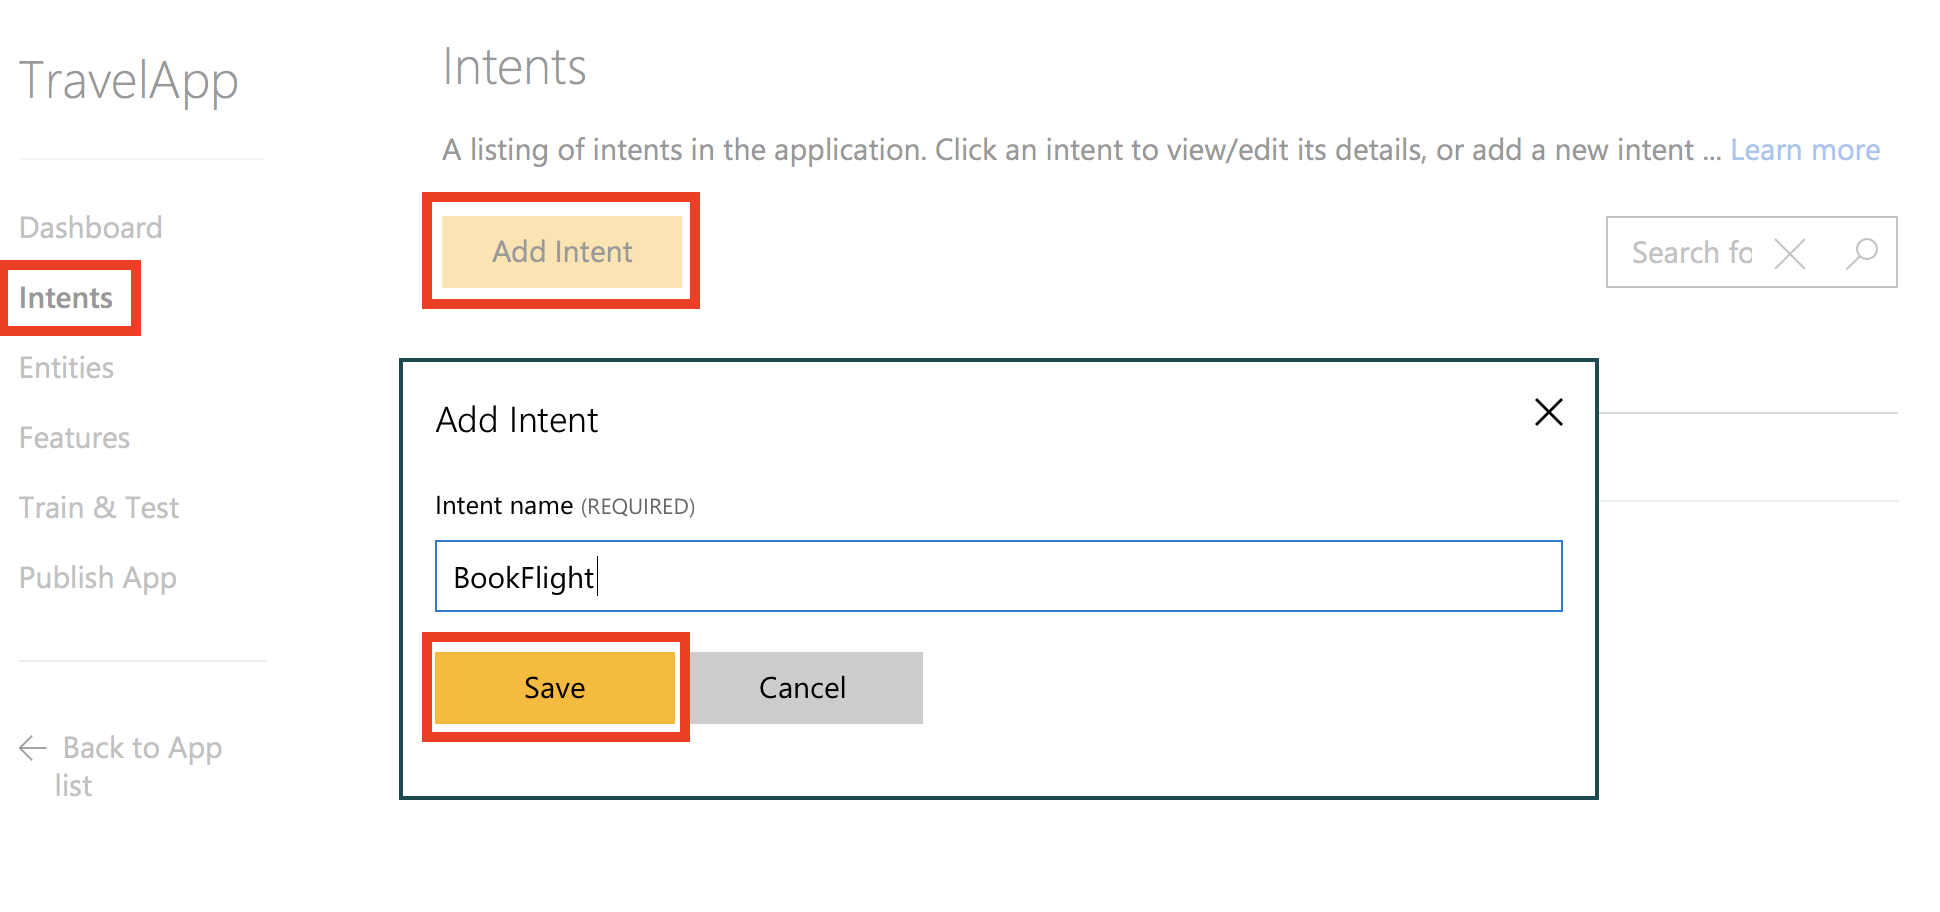 TravelApp
Dashboard
Intents
Entities
Features
Train & Test
Publish App
Back to App
list
Intents
A listing of intents in the application. Click an intent to view/edit its details, or add a new intent ... Learn more
Add Intent
Search fo
Add Intent
Intent name (REQUIRED)
BookFlight
Save Cancel